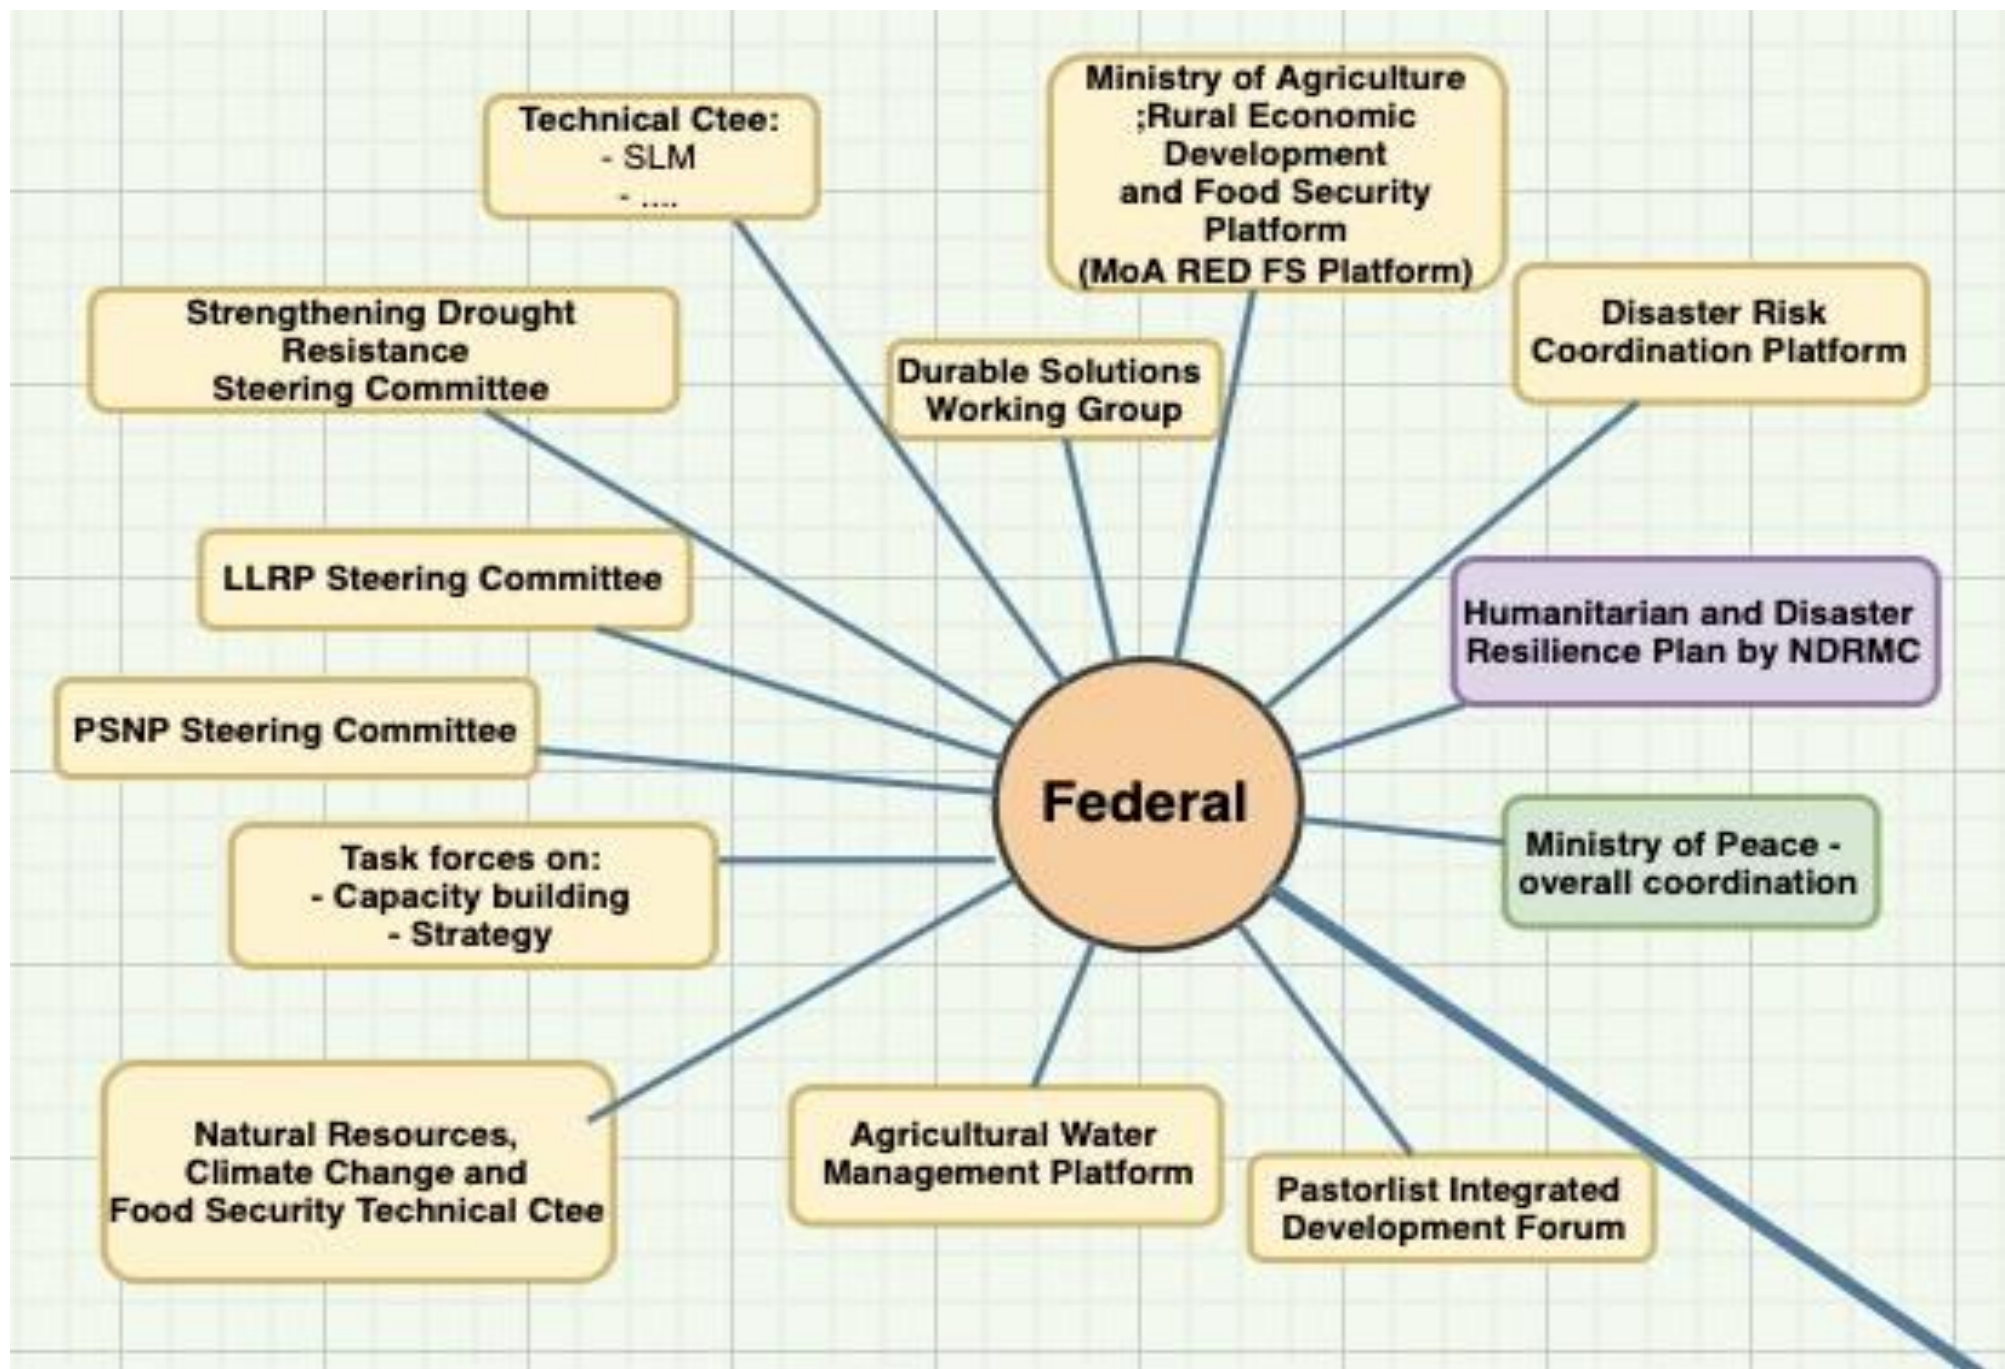 Technical Ctee:
- SLM
- ....
Ministry of Agriculture
;Rural Economic
Development
and Food Security
Platform
(MoA RED FS Platform)
Strengthening Drought
Resistance
Steering Committee
Durable Solutions
Working Group
Disaster Risk
Coordination Platform
LLRP Steering Committee
Humanitarian and Disaster
Resilience Plan by NDRMC
PSNP Steering Committee
Federal
Ministry of Peace -
overall coordination
Task forces on:
- Capacity building
- Strategy
Natural Resources,
Climate Change and
Food Security Technical Ctee
Agricultural Water
Management Platform
Pastorlist Integrated
Development Forum